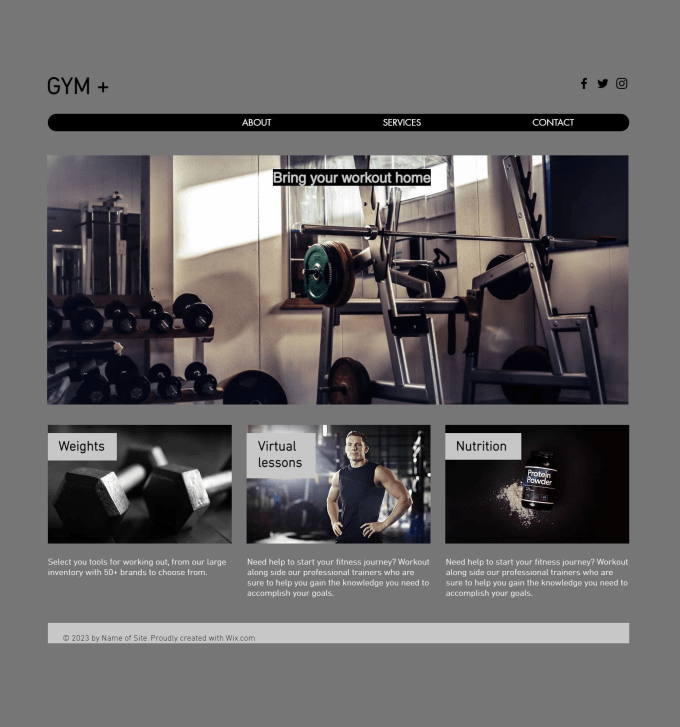 GYM +
ABOUT SERVICES CONTACT
Bring your workout home
Weights
Virtual
lessons
Nutrition
Protein
Powder
Select you tools for working out, from our large
inventory with 50+ brands to choose from.
Need help to start your fitness journey? Workout
along side our professional trainers who are
sure to help you gain the knowledge you need to
accomplish your goals.
Need help to start your fitness journey? Workout
along side our professional trainers who are
sure to help you gain the knowledge you need to
accomplish your goals.
© 2023 by Name of Site. Proudly created with Wix.com